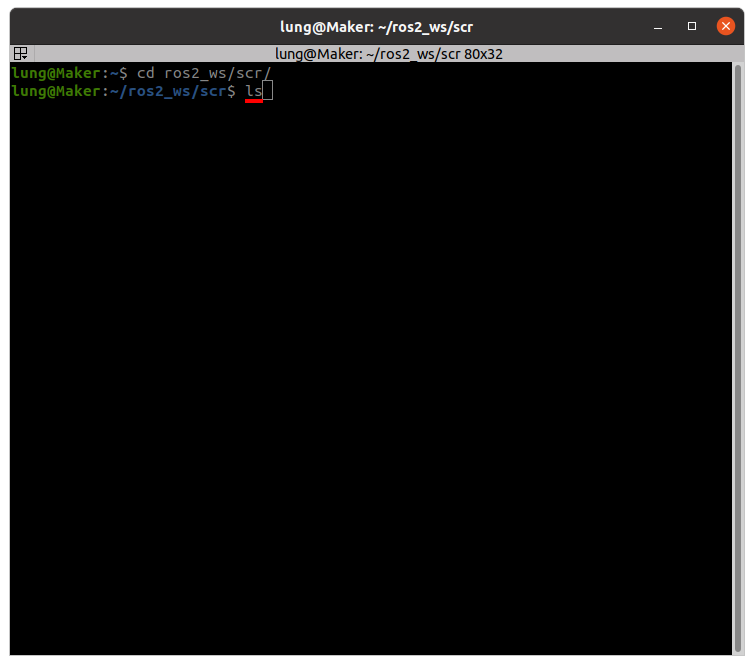 lung@Maker: ~/ros2_ws/scr
lung@Maker: ~/ros2_ws/scr 80x32
lung@Maker:~$ cd ros2_ws/scr/
lung@Maker:~/ros2_ws/scr$ ls